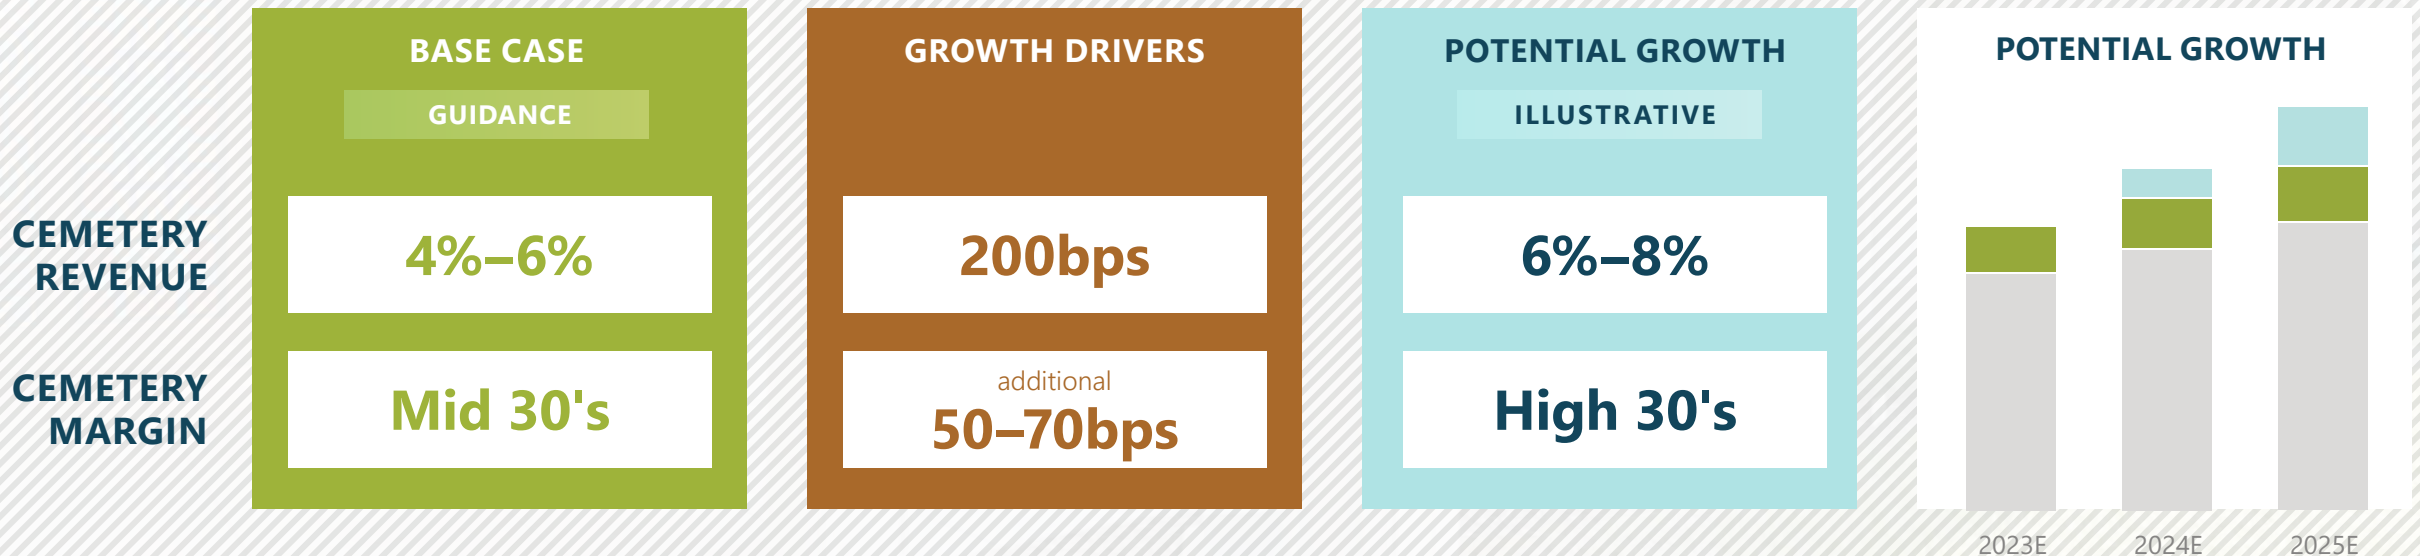 BASE CASE
GUIDANCE
GROWTH DRIVERS
POTENTIAL GROWTH
ILLUSTRATIVE
POTENTIAL GROWTH
CEMETERY
REVENUE
4%–6%
200bps
6%–8%
CEMETERY
MARGIN
Mid 30's
additional
50–70bps
High 30's
2023E
2024E
2025E